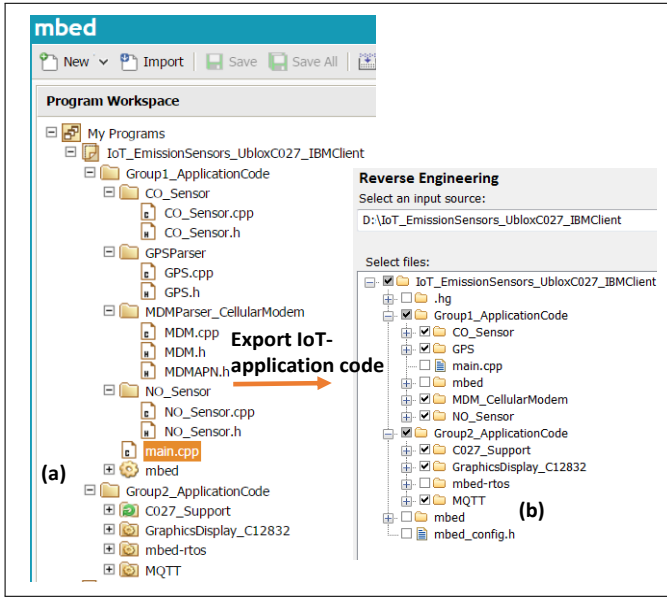 mbed
New
Import
Save
Save All
Program Workspace
My Programs
IoT_EmissionSensors_UbloxC027_IBMClient
Group1_ApplicationCode
CO_Sensor
CO_Sensor.cpp
CO_Sensor.h
GPSParser
GPS.cpp
GPS.h
MDMParser_CellularModem
MDM.cpp
MDM.h
MDMAPN.h
NO_Sensor
NO_Sensor.cpp
NO_Sensor.h
main.cpp
mbed
(a)
Group2_ApplicationCode
C027_Support
GraphicsDisplay_C12832
mbed-rtos
MQTT
Export IoT-
application code
Reverse Engineering
Select an input source:
D:\IoT_EmissionSensors_UbloxC027_IBMClient
Select files:
IoT_EmissionSensors_UbloxC027_IBMClient
.hg
Group1_ApplicationCode
CO_Sensor
GPS
main.cpp
mbed
MDM_CellularModem
NO_Sensor
Group2_ApplicationCode
C027_Support
GraphicsDisplay_C12832
mbed-rtos
MQTT
(b)
mbed
mbed_config.h